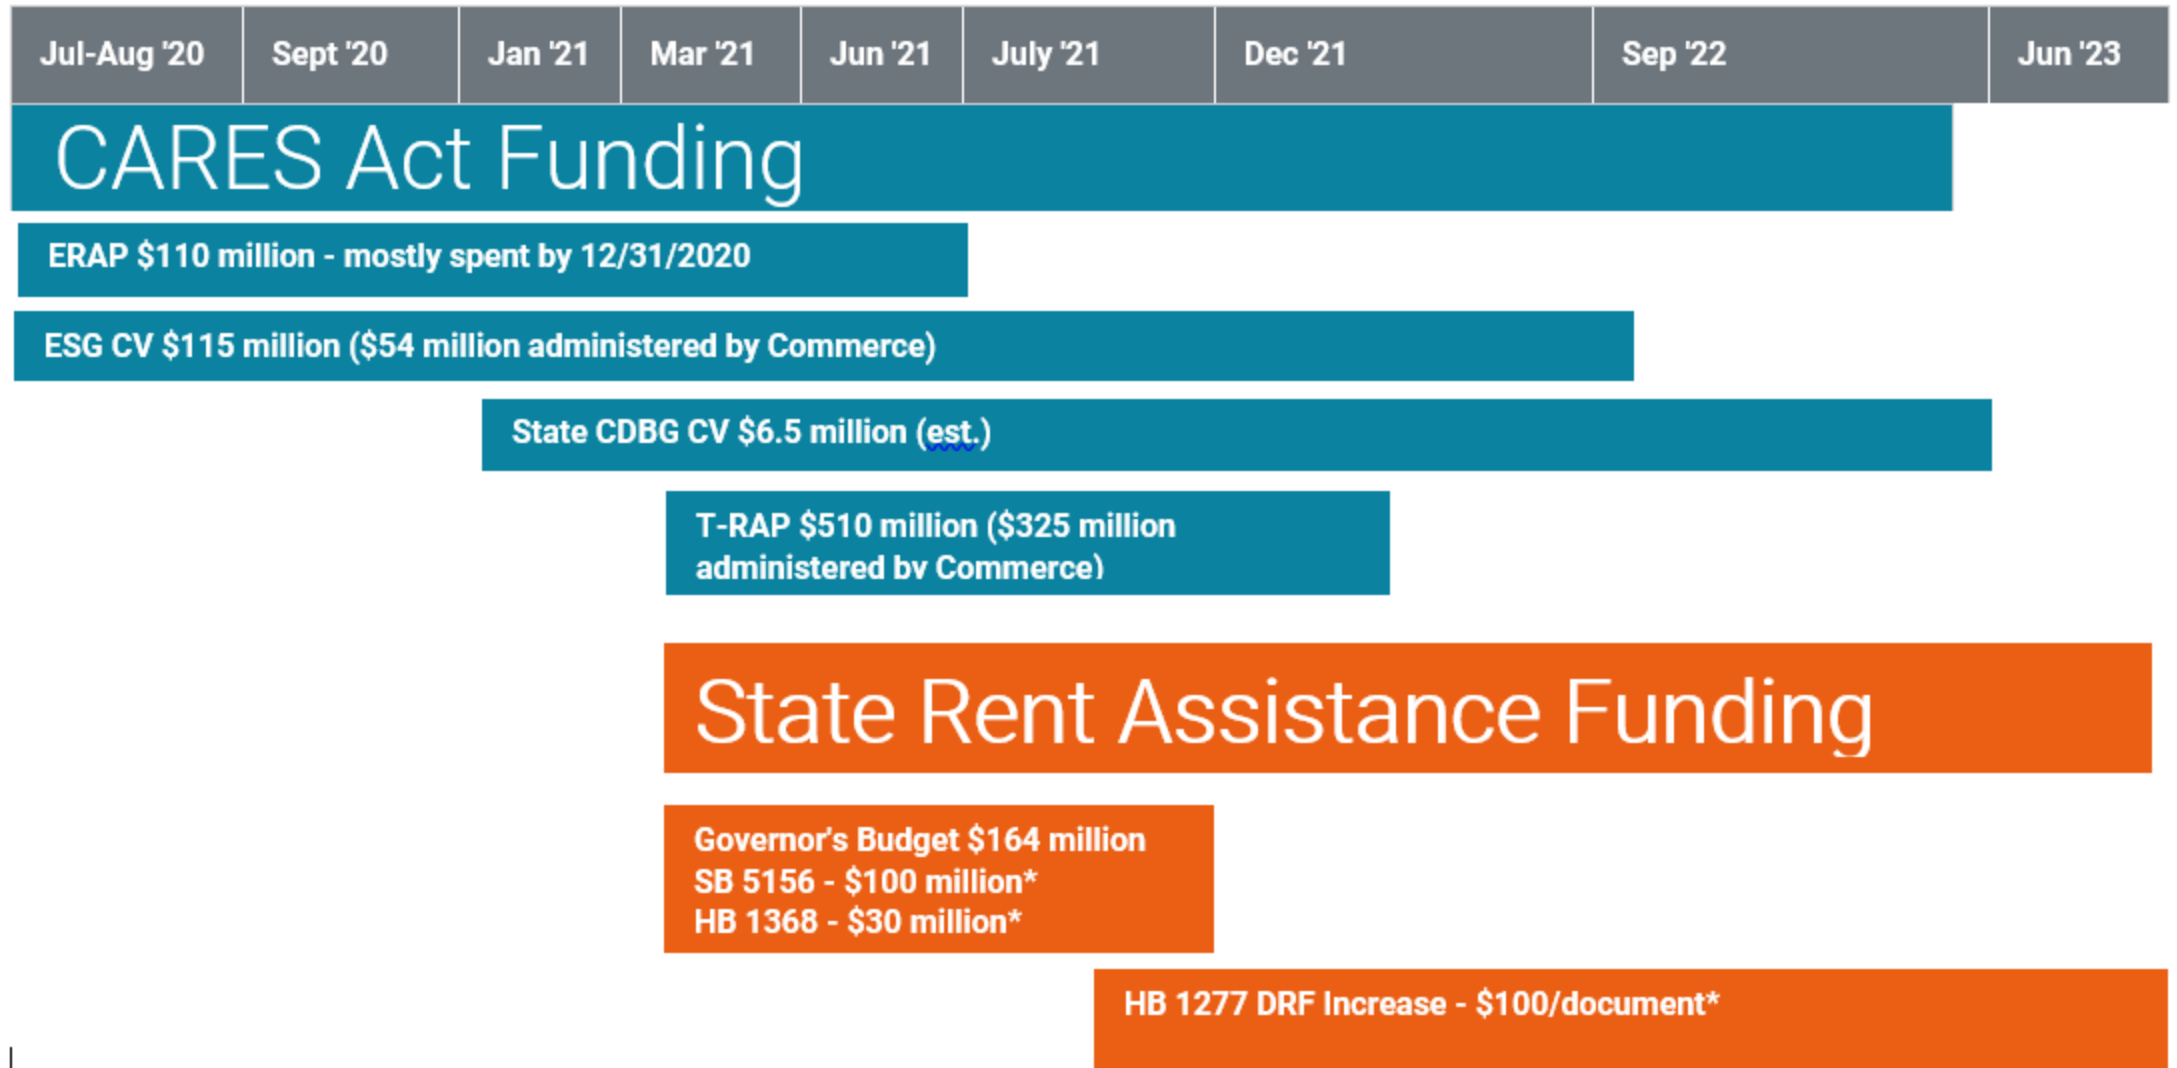 Jul-Aug '20 Sept '20 Jan '21 Mar '21 Jun '21 July '21 Dec '21 Sep '22 Jun '23
CARES Act Funding
ERAP $110 million - mostly spent by 12/31/2020
ESG CV $115 million ($54 million administered by Commerce)
State CDBG CV $6.5 million (est.)
T-RAP $510 million ($325 million
administered by Commerce)
State Rent Assistance Funding
Governor's Budget $164 million
SB 5156 - $100 million*
HB 1368 - $30 million*
HB 1277 DRF Increase - $100/document*